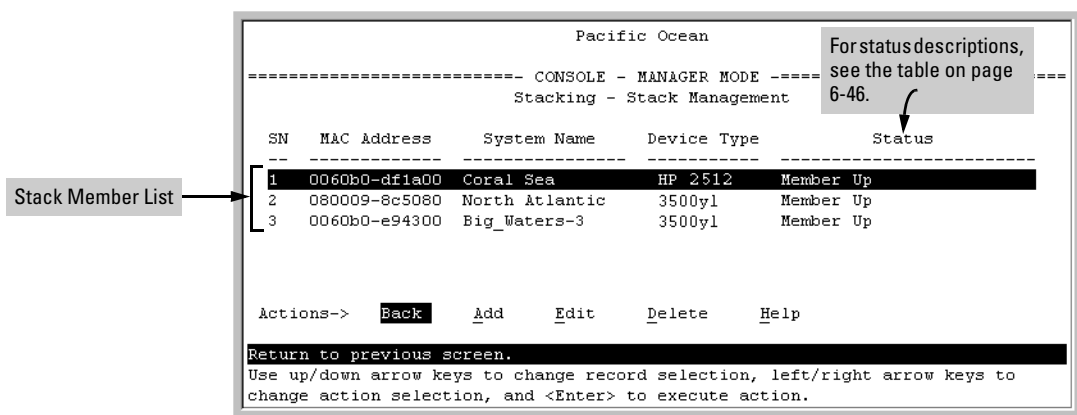 Pacific Ocean
For status descriptions,
see the table on page
6-46.
==========================- CONSOLE - MANAGER MODE -==========================
Stacking - Stack Management
SN MAC Address System Name Device Type Status
-- ------------- ---------------- ----------- -------------------------
Stack Member List
1 0060b0-df1a00 Coral Sea HP 2512 Member Up
2 080009-8c5080 North Atlantic 3500yl Member Up
3 0060b0-e94300 Big_Waters-3 3500yl Member Up
Actions-> Back Add Edit Delete Help
Return to previous screen.
Use up/down arrow keys to change record selection, left/right arrow keys to
change action selection, and <Enter> to execute action.